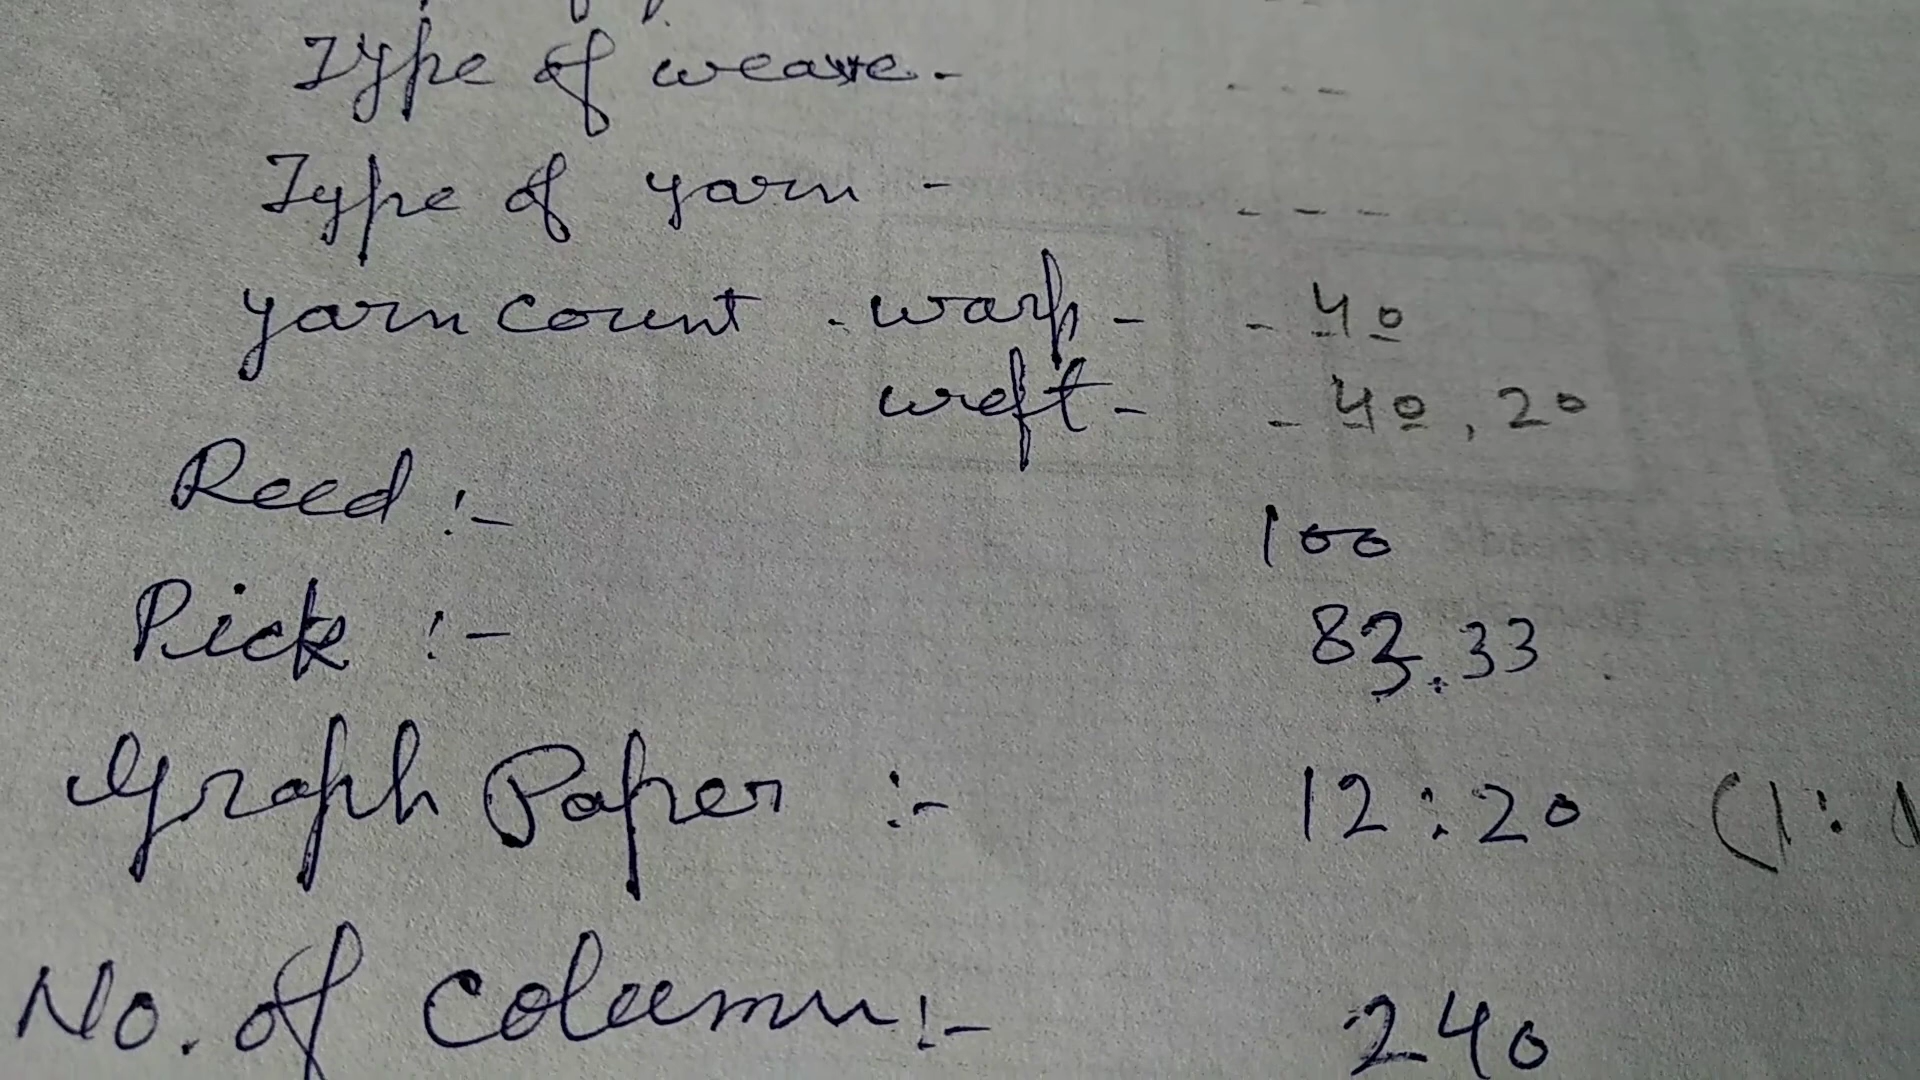 Type of weave - - - -
Type of yarn - - - -
yarn count . warp - - 40
weft - - 40, 20
Reed :- 100
Pick :- 83.33
Graph Paper :- 12:20 (1:
No. of Column :- 240